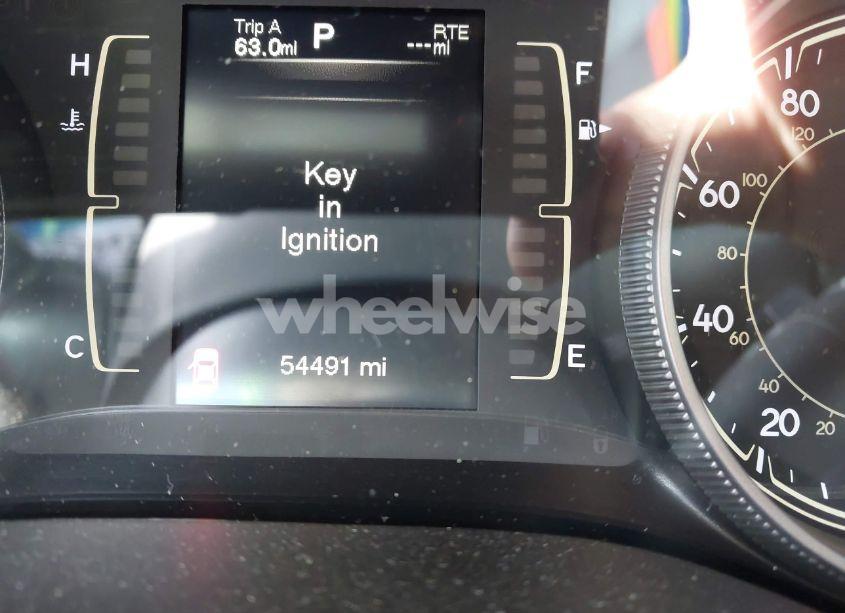 Trip A
63.0mi
P
RTE
---mi
H
F
Key
in
Ignition
wheelwise
C
E
54491 mi
80
120
60
100
80
40
60
40
20
20